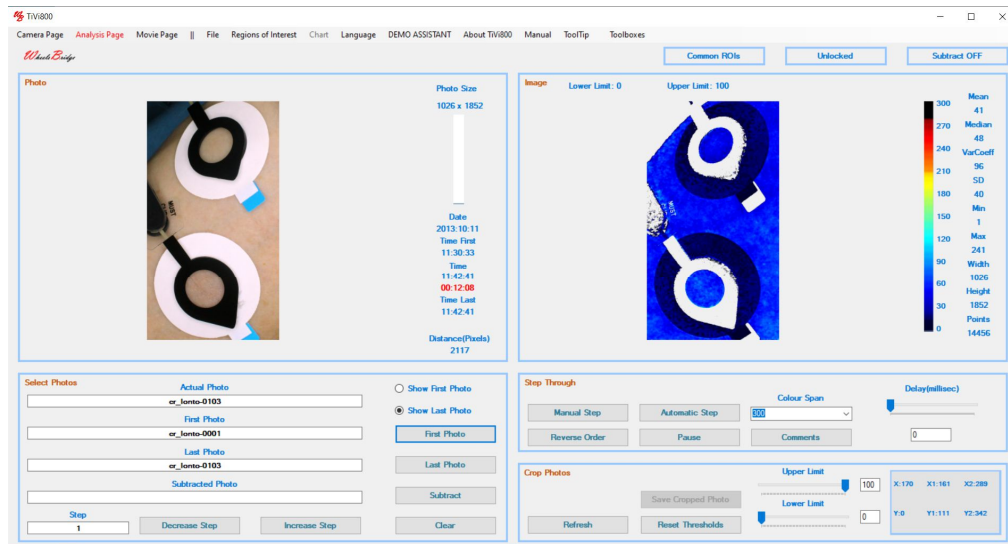 TiVi800
Camera Page Analysis Page Movie Page || File Regions of Interest Chart Language DEMO ASSISTANT About TiVi800 Manual ToolTip Toolboxes
WheelsBridge
Common ROIs Unlocked Subtract OFF
Photo
Photo Size
1026 x 1852
Date
2013:10:11
Time First
11:30:33
Time
11:42:41
00:12:08
Time Last
11:42:41
Distance(Pixels)
2117
MUST
Image Lower Limit: 0 Upper Limit: 100
MUST
300
270
240
210
180
150
120
90
60
30
0
Mean
41
Median
48
VarCoeff
96
SD
40
Min
1
Max
241
Width
1026
Height
1852
Points
14456
Select Photos
Actual Photo
cr_Ionto-0103
First Photo
cr_Ionto-0001
Last Photo
cr_Ionto-0103
Subtracted Photo
Step
1
Decrease Step Increase Step
Show First Photo
Show Last Photo
First Photo
Last Photo
Subtract
Clear
Step Through
Manual Step Automatic Step
Reverse Order Pause Comments
Colour Span
300
Delay(millisec)
0
Crop Photos
Save Cropped Photo
Refresh Reset Thresholds
Upper Limit
100
Lower Limit
0
X:170 X1:161 X2:289
Y:0 Y1:111 Y2:342